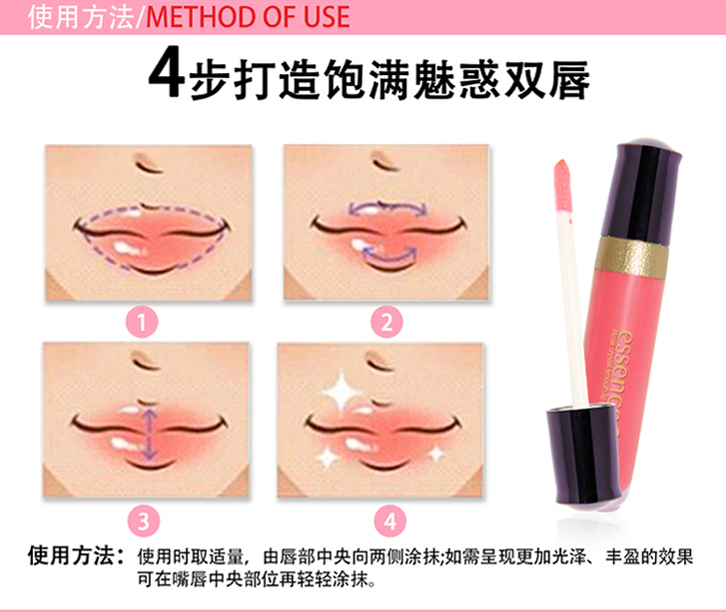 使用方法/METHOD OF USE
4步打造饱满魅惑双唇
1
2
3
4
使用方法：使用时取适量，由唇部中央向两侧涂抹;如需呈现更加光泽、丰盈的效果
可在嘴唇中央部位再轻轻涂抹。